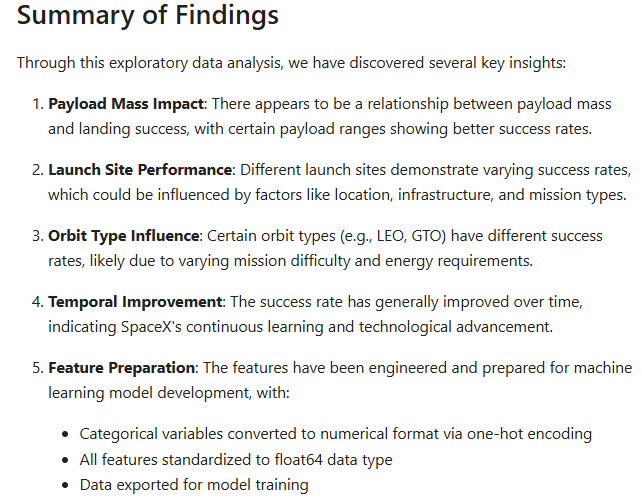 Summary of Findings
Through this exploratory data analysis, we have discovered several key insights:
1. Payload Mass Impact: There appears to be a relationship between payload mass
and landing success, with certain payload ranges showing better success rates.
2. Launch Site Performance: Different launch sites demonstrate varying success rates,
which could be influenced by factors like location, infrastructure, and mission types.
3. Orbit Type Influence: Certain orbit types (e.g., LEO, GTO) have different success
rates, likely due to varying mission difficulty and energy requirements.
4. Temporal Improvement: The success rate has generally improved over time,
indicating SpaceX's continuous learning and technological advancement.
5. Feature Preparation: The features have been engineered and prepared for machine
learning model development, with:
• Categorical variables converted to numerical format via one-hot encoding
• All features standardized to float64 data type
• Data exported for model training